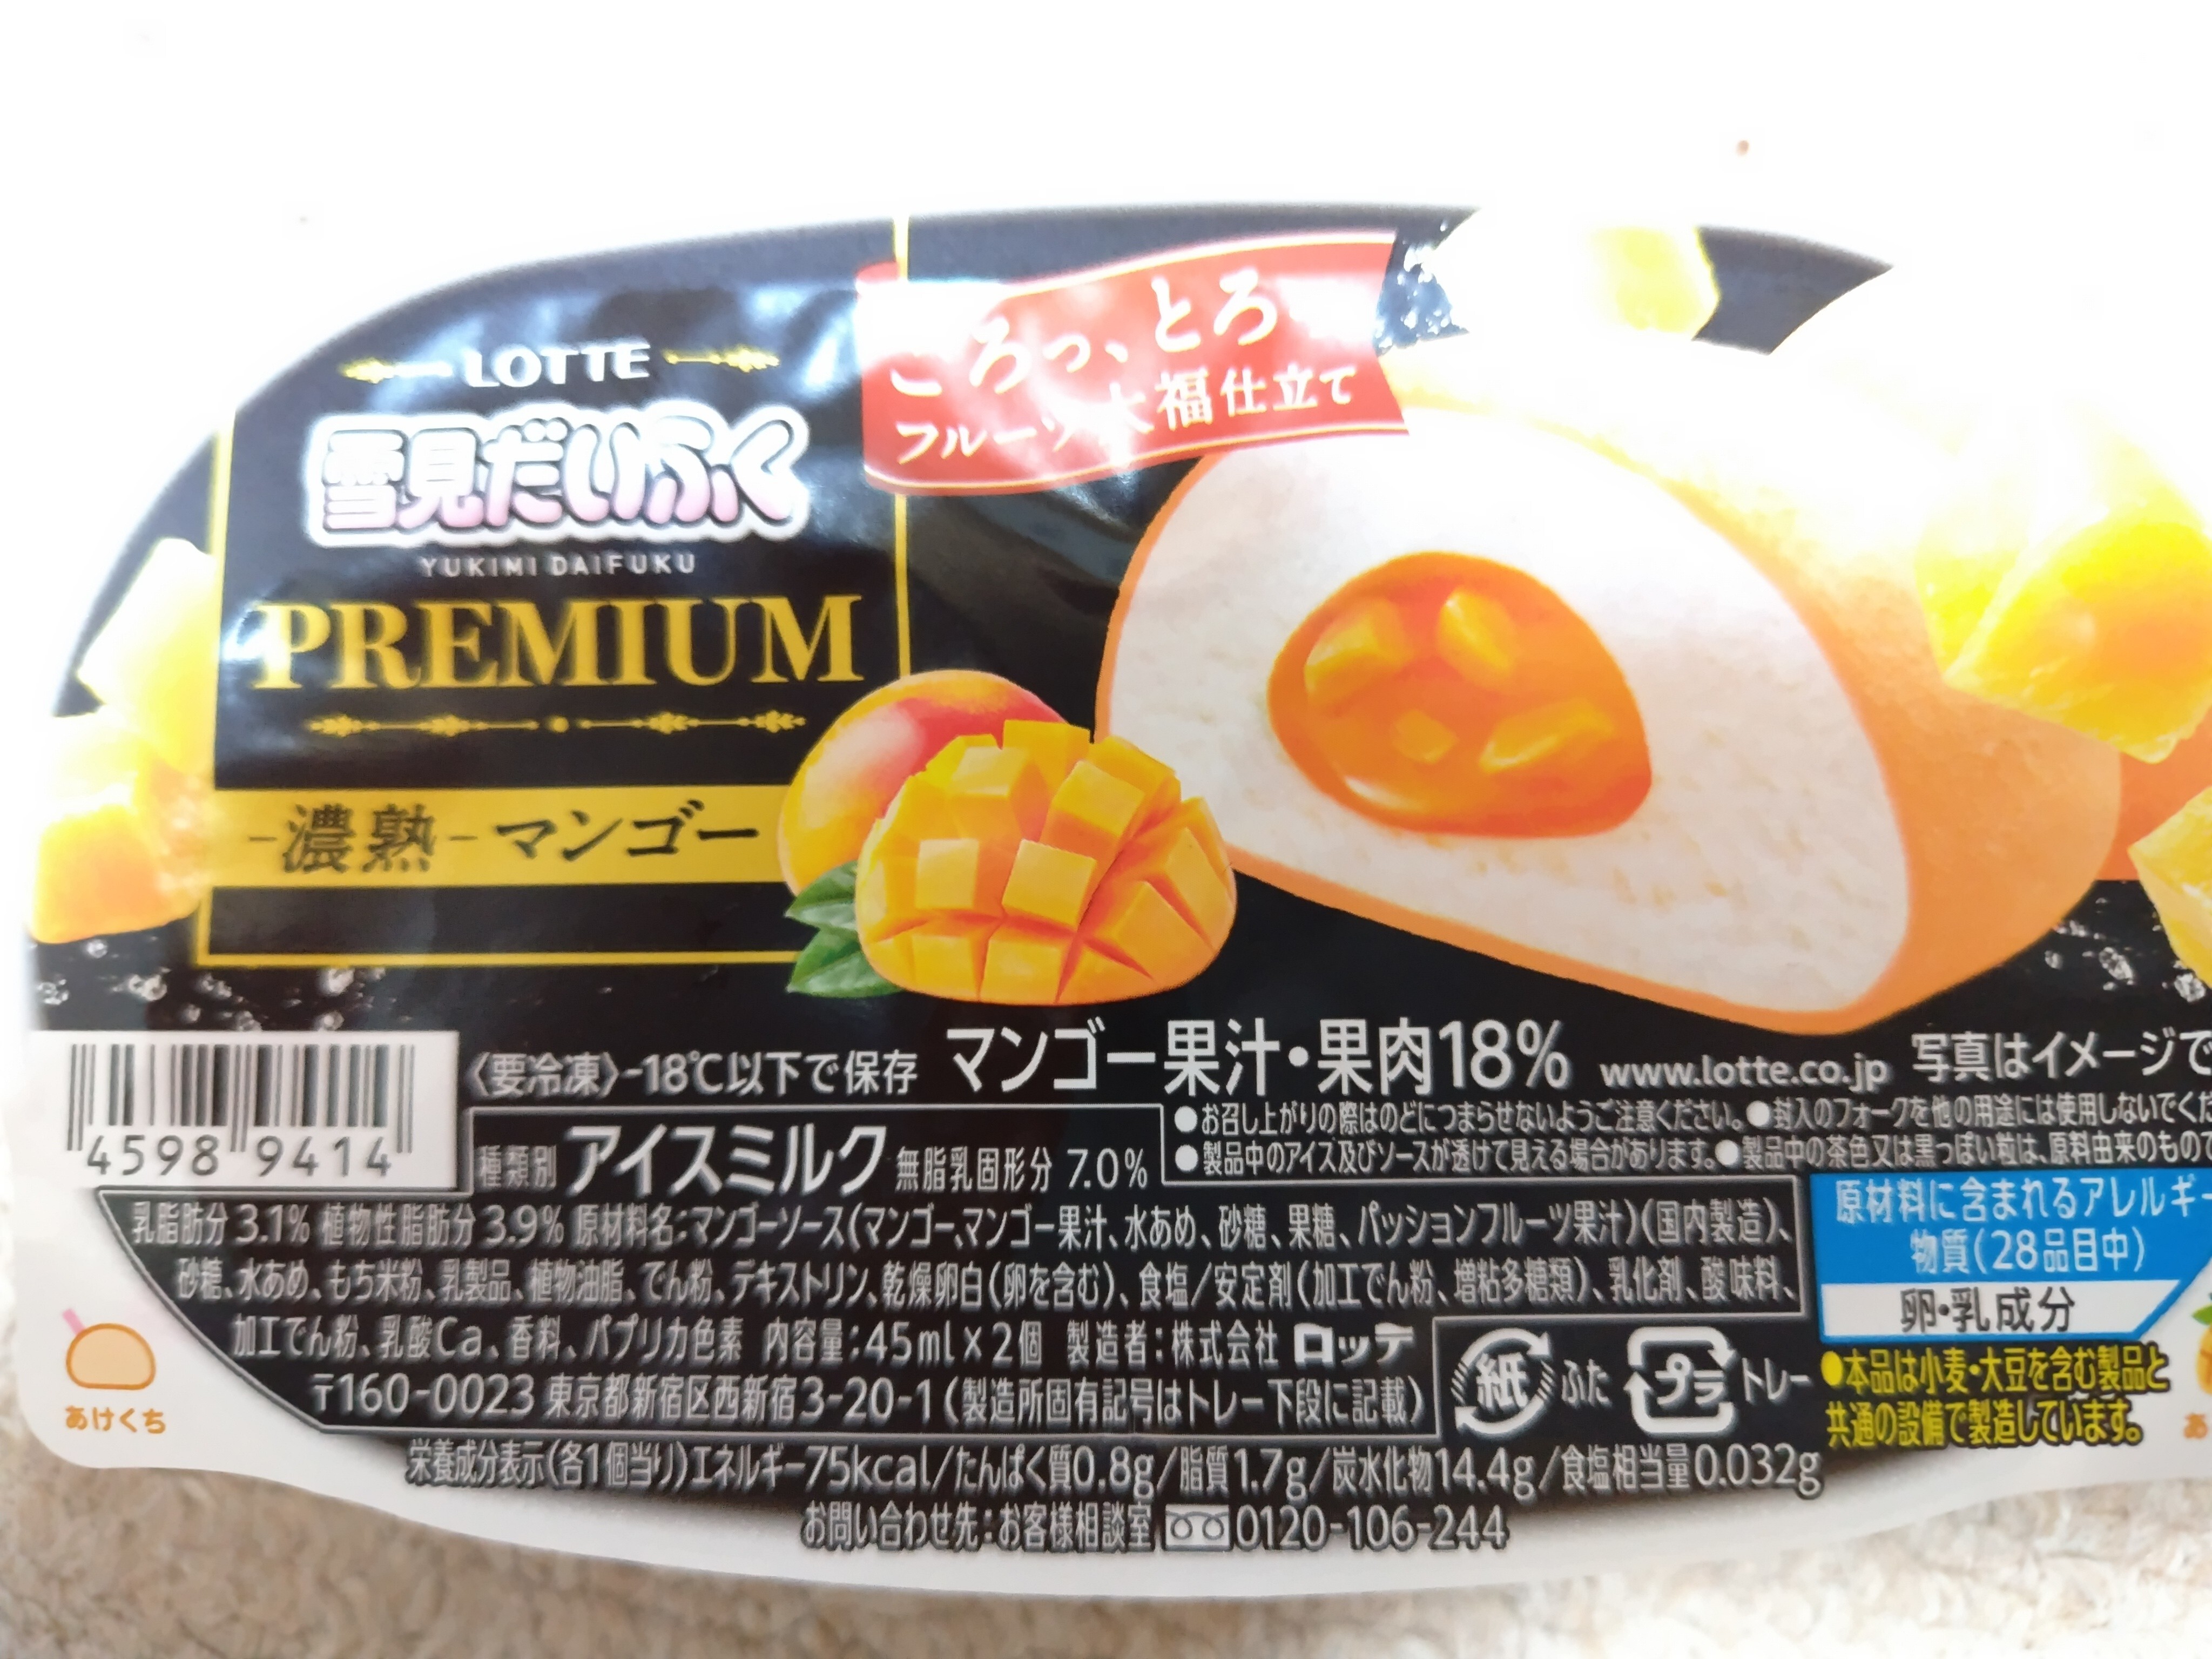 LOTTE
雪見だいふく
YUKIMI DAIFUKU
PREMIUM
-濃熟-マンゴー
ころっ、とろ
フルーツ大福仕立て
〈要冷凍〉-18℃以下で保存 マンゴー果汁・果肉18% www.lotte.co.jp 写真はイメージで
4598 9414
種類別 アイスミルク 無脂乳固形分 7.0%
●お召し上がりの際はのどにつまらせないようご注意ください。●封入のフォークを他の用途には使用しないでくだ
●製品中のアイス及びソースが透けて見える場合があります。●製品中の茶色又は黒っぽい粒は、原料由来のもので
乳脂肪分 3.1% 植物性脂肪分 3.9% 原材料名:マンゴーソース(マンゴー、マンゴー果汁、水あめ、砂糖、果糖、パッションフルーツ果汁)(国内製造)、
砂糖、水あめ、もち米粉、乳製品、植物油脂、でん粉、デキストリン、乾燥卵白(卵を含む)、食塩/安定剤(加工でん粉、増粘多糖類)、乳化剤、酸味料、
加工でん粉、乳酸Ca、香料、パプリカ色素 内容量:45ml×2個 製造者:株式会社 ロッテ
〒160-0023 東京都新宿区西新宿3-20-1(製造所固有記号はトレー下段に記載)
紙 ふた プラ トレー
原材料に含まれるアレルギー
物質(28品目中)
卵・乳成分
●本品は小麦・大豆を含む製品と
共通の設備で製造しています。
あけくち
あ
栄養成分表示(各1個当り)エネルギー75kcal/たんぱく質0.8g/脂質1.7g/炭水化物14.4g/食塩相当量0.032g
お問い合わせ先:お客様相談室 0120-106-244